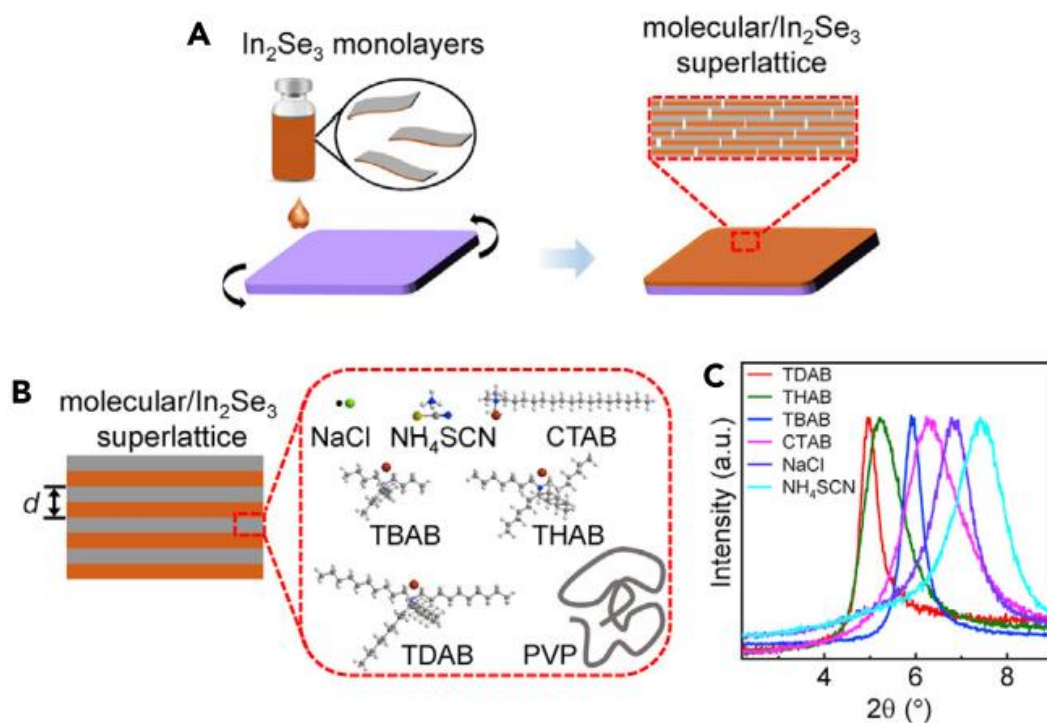 A
In₂Se₃ monolayers
molecular/In₂Se₃
superlattice
B
molecular/In₂Se₃
superlattice
d
NaCl
NH₄SCN
CTAB
TBAB
THAB
TDAB
PVP
C
TDAB
THAB
TBAB
CTAB
NaCl
NH₄SCN
Intensity (a.u.)
4 6 8
2θ (°)